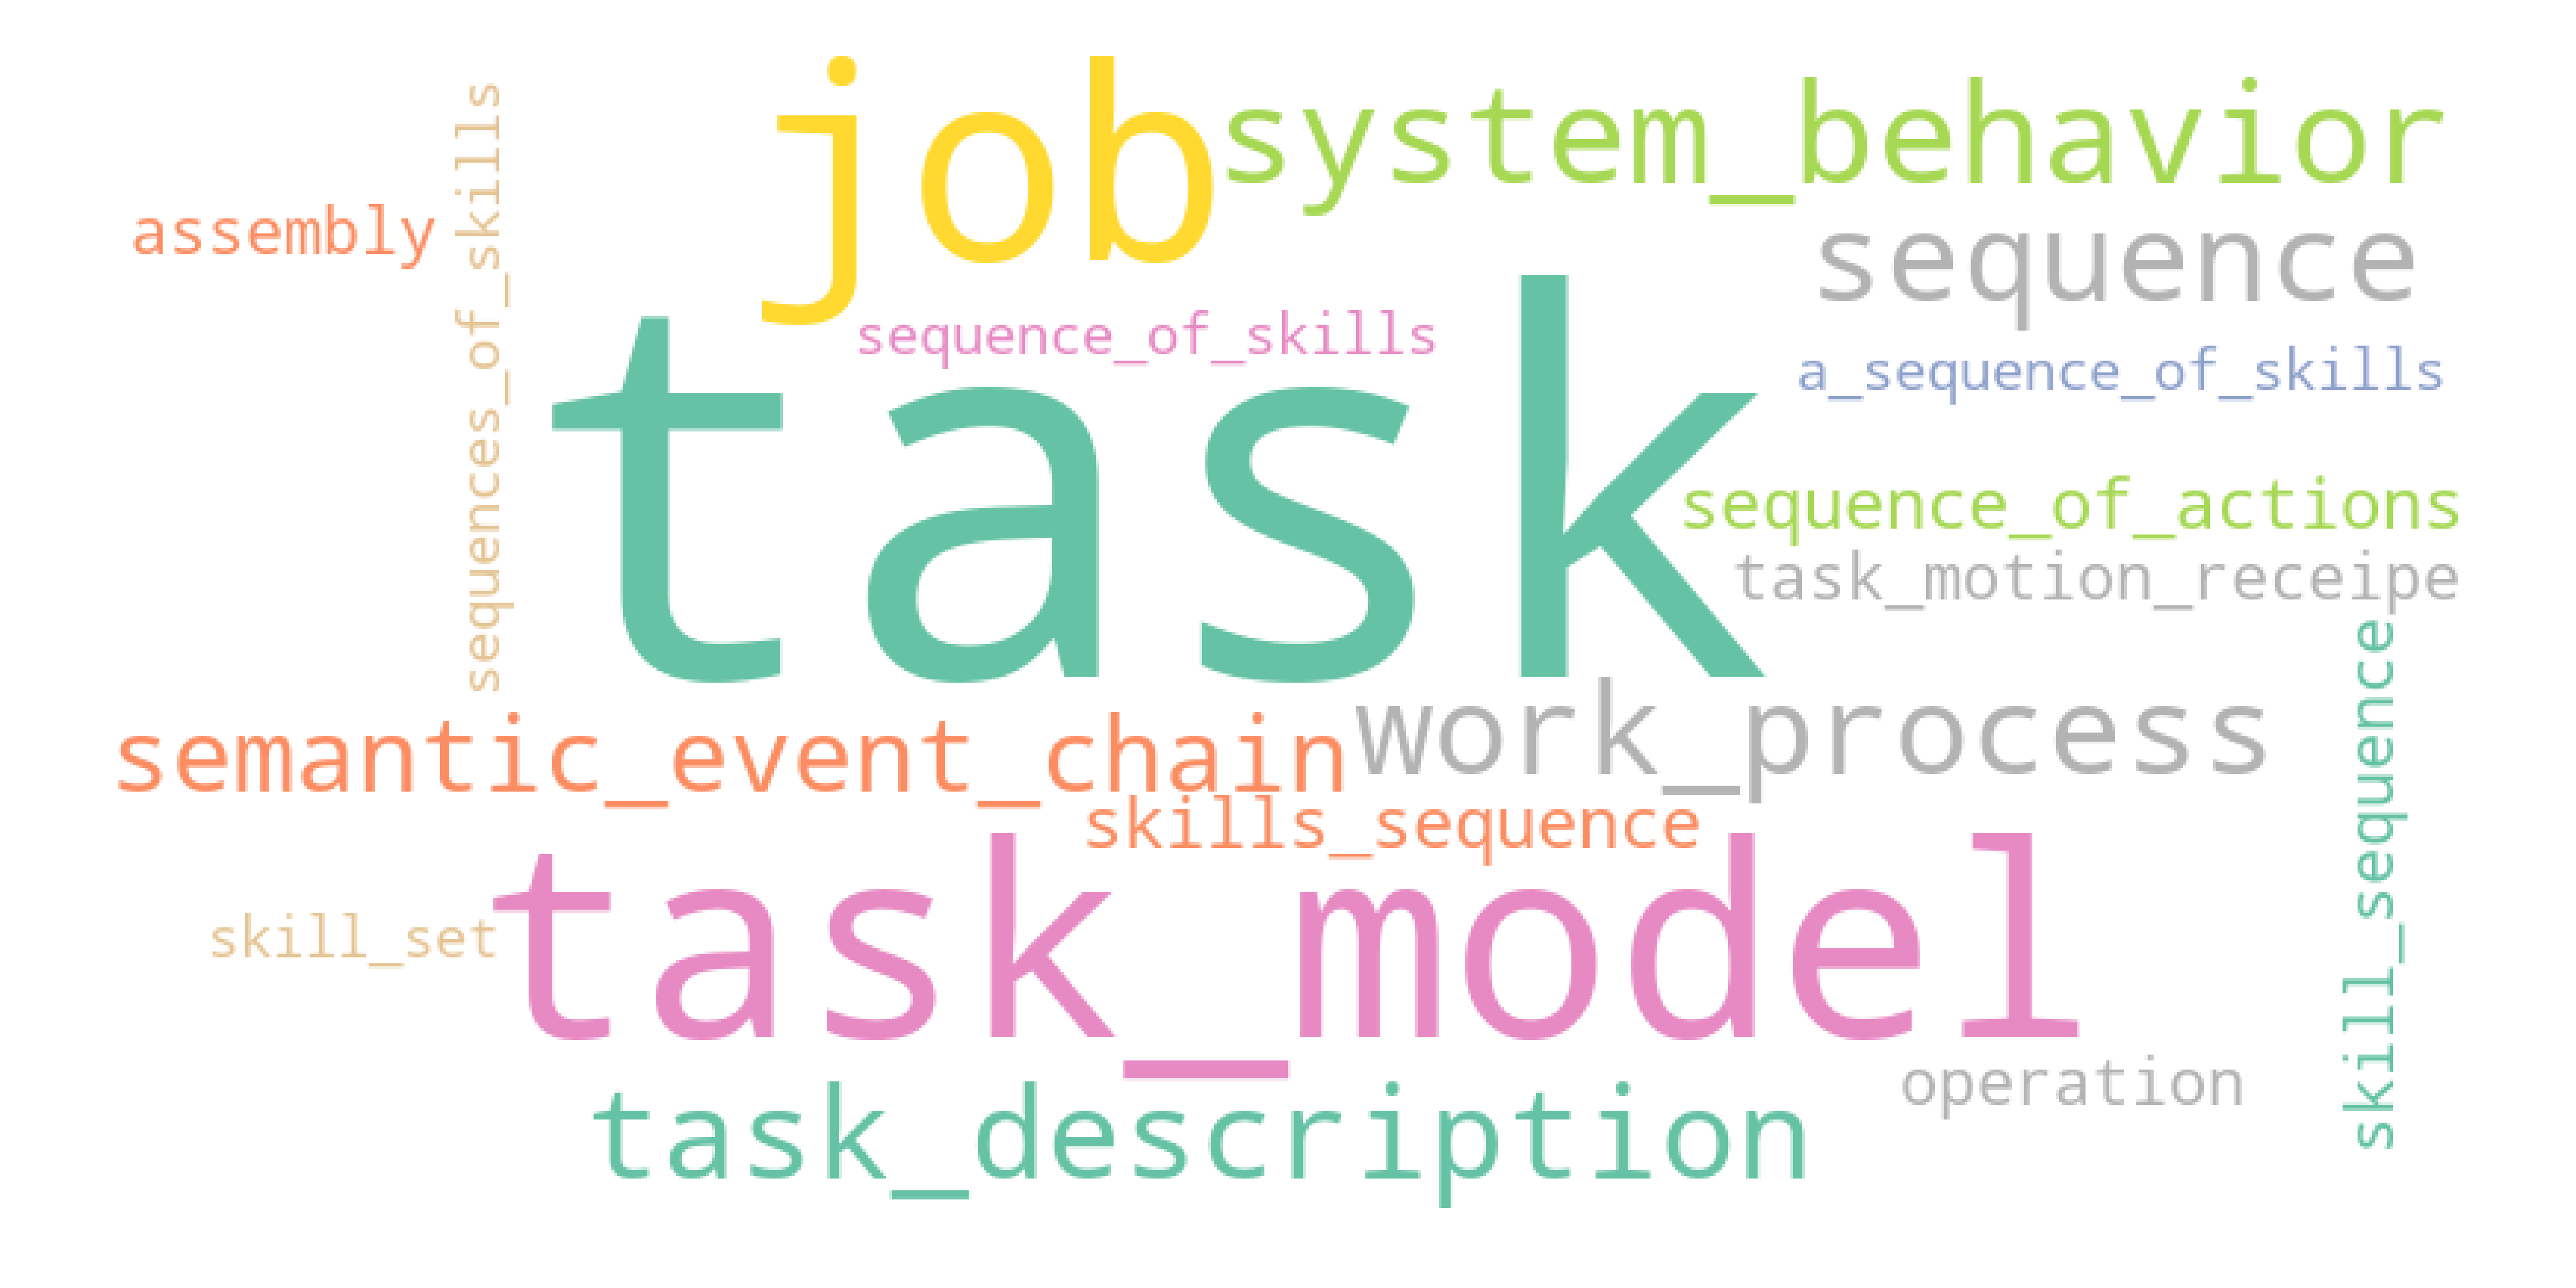 job
system_behavior
sequences_of_skills
assembly
sequence
task
sequence_of_skills
a_sequence_of_skills
sequence_of_actions
task_motion_receipe
semantic_event_chain
work_process
skill_sequence
skills_sequence
task_model
skill_set
operation
task_description